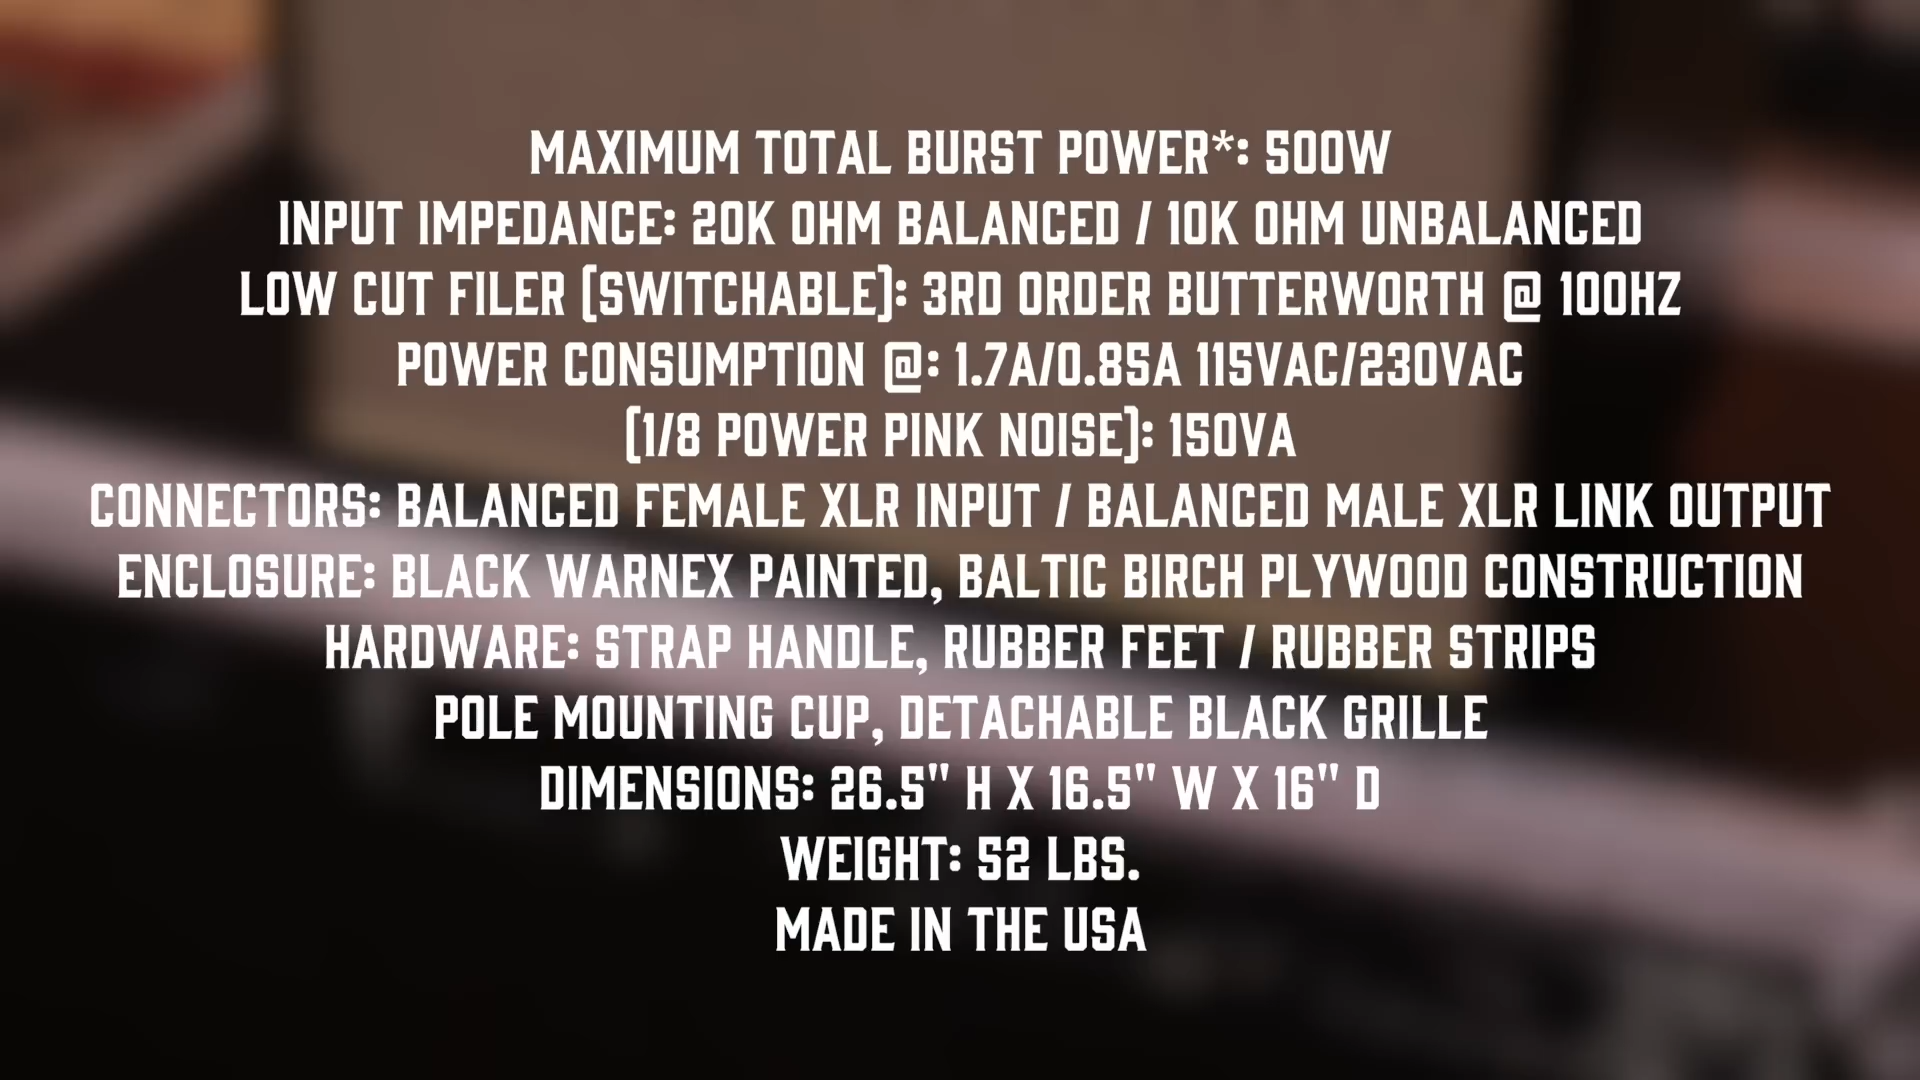 MAXIMUM TOTAL BURST POWER*: 500W
INPUT IMPEDANCE: 20K OHM BALANCED / 10K OHM UNBALANCED
LOW CUT FILER (SWITCHABLE): 3RD ORDER BUTTERWORTH @ 100HZ
POWER CONSUMPTION @: 1.7A/0.85A 115VAC/230VAC
(1/8 POWER PINK NOISE): 150VA
CONNECTORS: BALANCED FEMALE XLR INPUT / BALANCED MALE XLR LINK OUTPUT
ENCLOSURE: BLACK WARNEX PAINTED, BALTIC BIRCH PLYWOOD CONSTRUCTION
HARDWARE: STRAP HANDLE, RUBBER FEET / RUBBER STRIPS
POLE MOUNTING CUP, DETACHABLE BLACK GRILLE
DIMENSIONS: 26.5" H X 16.5" W X 16" D
WEIGHT: 52 LBS.
MADE IN THE USA